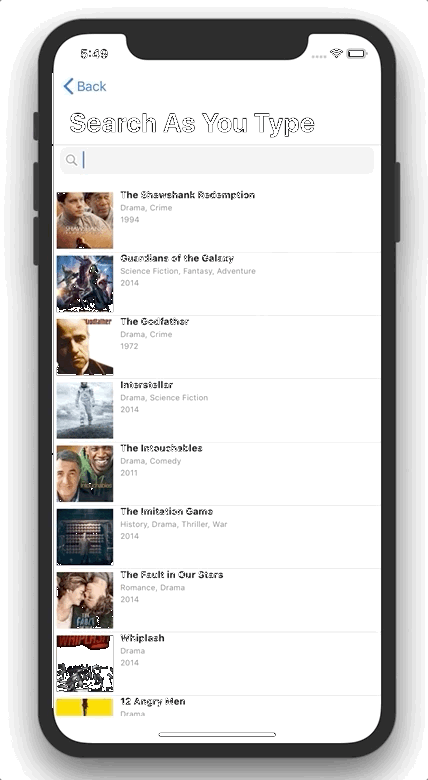 5:49
Back
Search As You Type
The Shawshank Redemption
Drama, Crime
1994
Guardians of the Galaxy
Science Fiction, Fantasy, Adventure
2014
The Godfather
Drama, Crime
1972
Interstellar
Drama, Science Fiction
2014
The Intouchables
Drama, Comedy
2011
The Imitation Game
History, Drama, Thriller, War
2014
The Fault in Our Stars
Romance, Drama
2014
WHIPLASH
Whiplash
Drama
2014
12 Angry Men
Drama